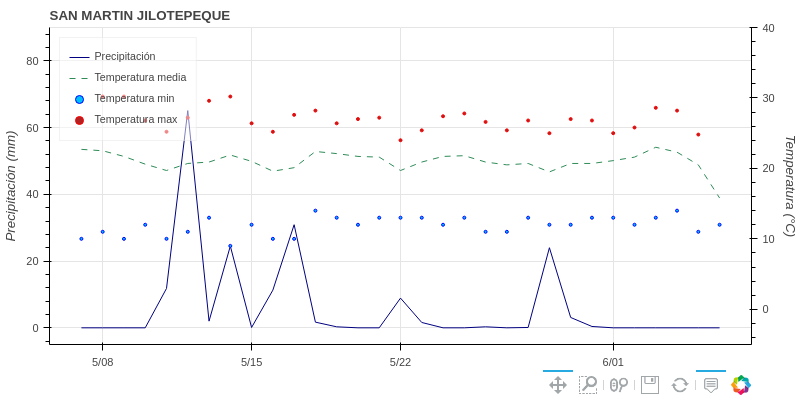 SAN MARTIN JILOTEPEQUE
Precipitación
Temperatura media
Temperatura min
Temperatura max
Precipitación (mm)
80
60
40
20
0
Temperatura (°C)
40
30
20
10
0
5/08
5/15
5/22
6/01